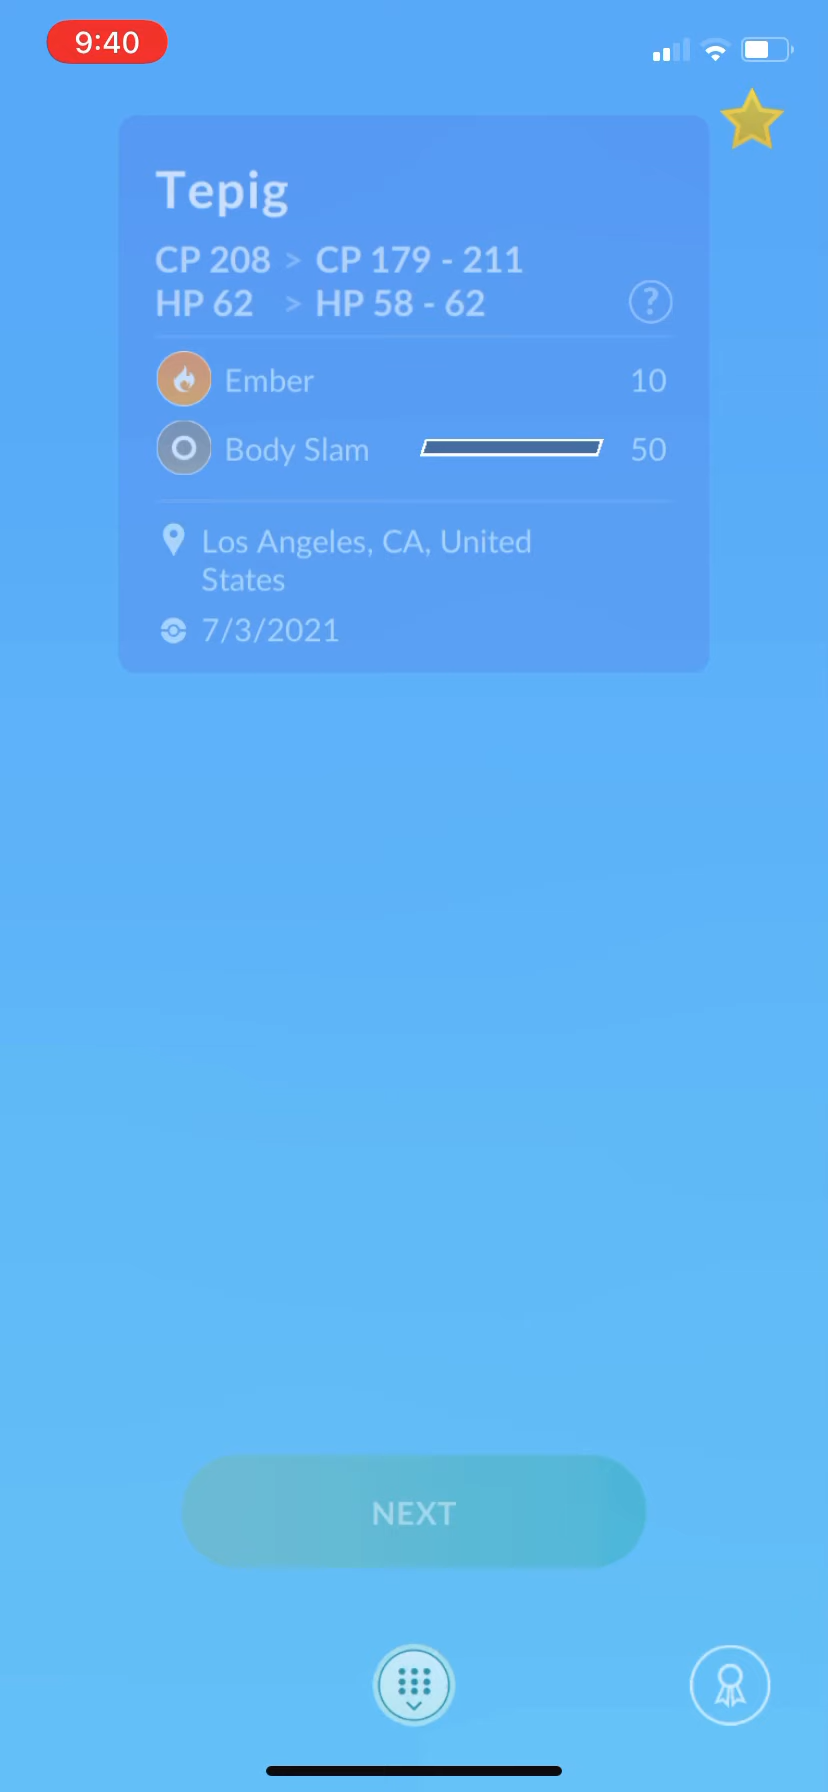 9:40
Tepig
CP 208 > CP 179 - 211
HP 62 > HP 58 - 62 ?
Ember 10
Body Slam 50
Los Angeles, CA, United
States
7/3/2021
NEXT